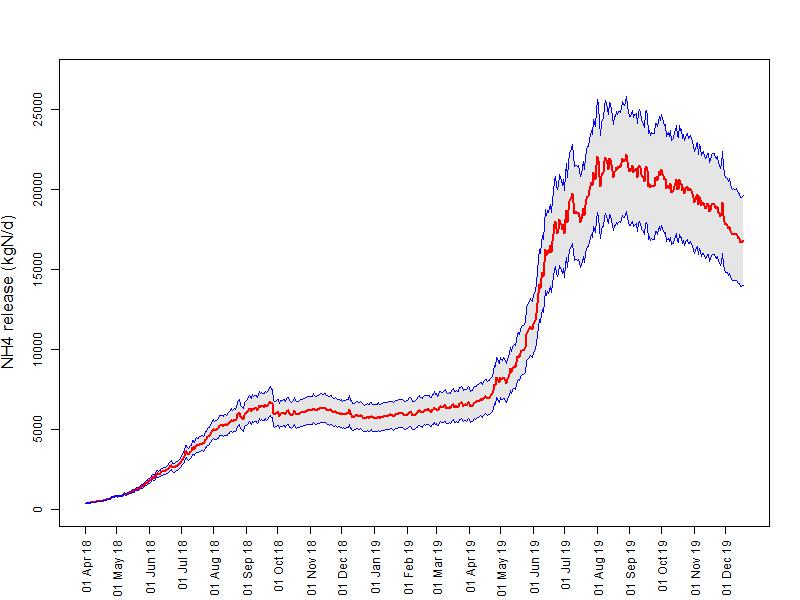 NH4 release (kgN/d)
25000
20000
15000
10000
5000
0
01 Apr 18
01 May 18
01 Jun 18
01 Jul 18
01 Aug 18
01 Sep 18
01 Oct 18
01 Nov 18
01 Dec 18
01 Jan 19
01 Feb 19
01 Mar 19
01 Apr 19
01 May 19
01 Jun 19
01 Jul 19
01 Aug 19
01 Sep 19
01 Oct 19
01 Nov 19
01 Dec 19